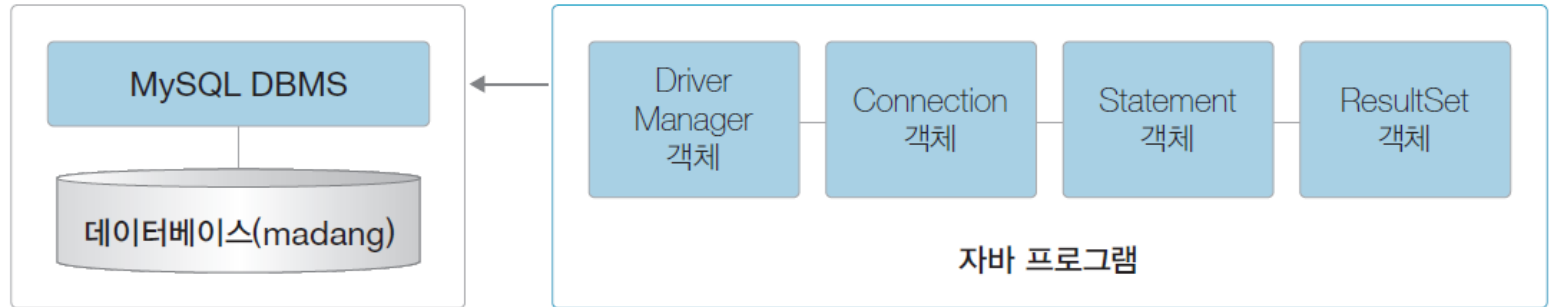 MySQL DBMS
데이터베이스(madang)
Driver
Manager
객체
Connection
객체
Statement
객체
ResultSet
객체
자바 프로그램